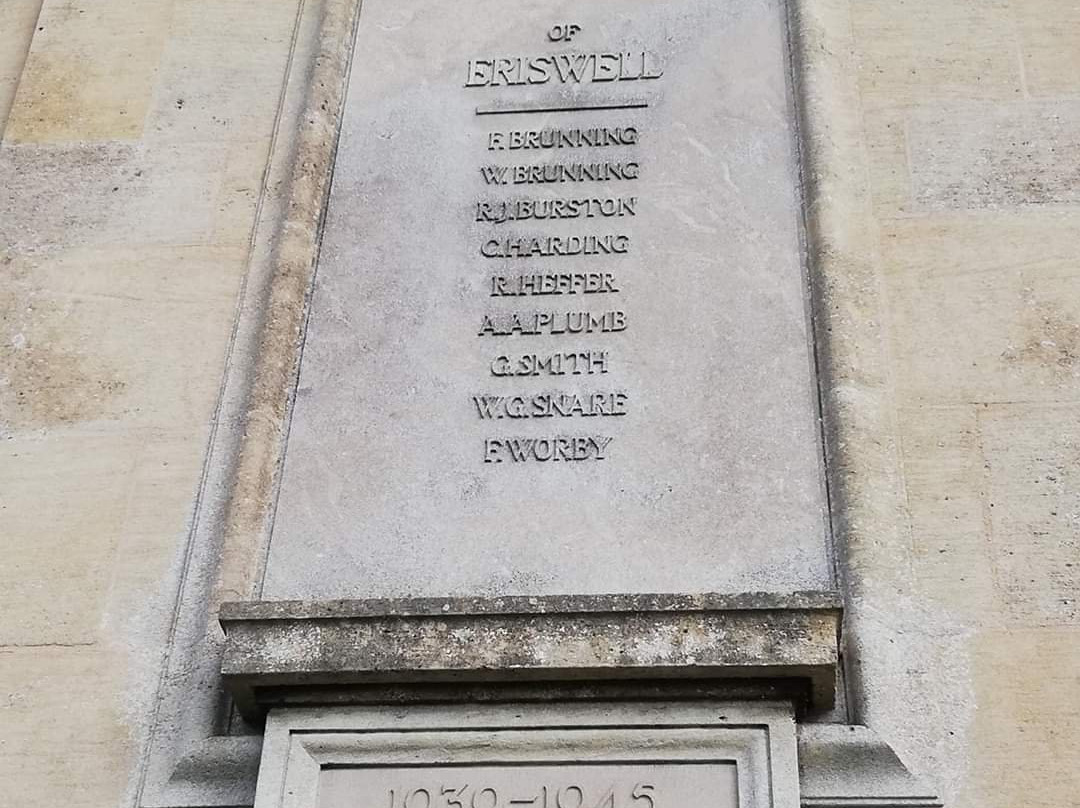 OF
ERISWELL
F. BRUNNING
W. BRUNNING
R.J. BURSTON
C. HARDING
R. HEFFER
A.A. PLUMB
G. SMITH
W.G. SNARE
F. WORBY
1939-1945